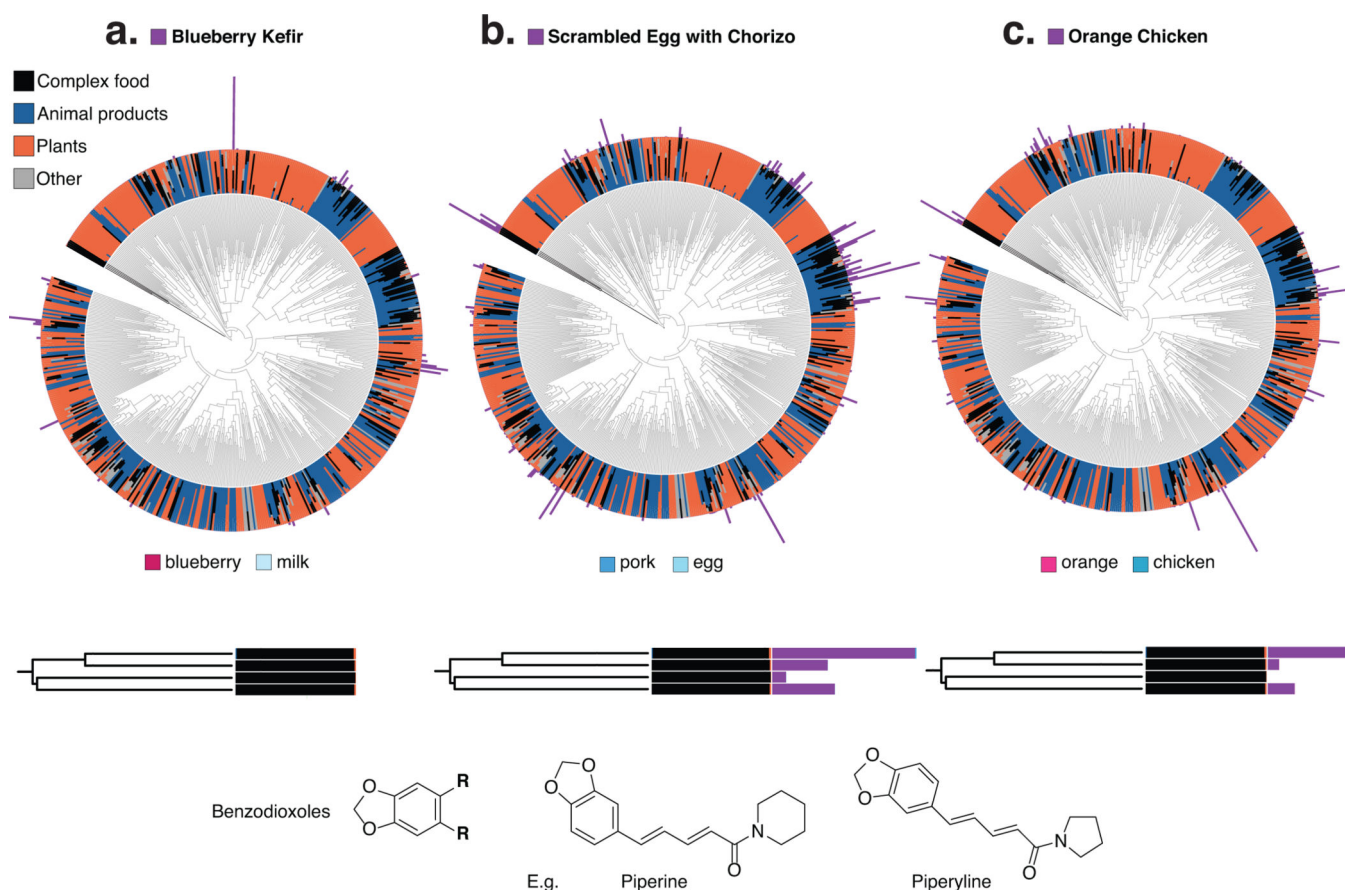 a. Blueberry Kefir
b. Scrambled Egg with Chorizo
c. Orange Chicken
Complex food
Animal products
Plants
Other
blueberry milk
pork egg
orange chicken
Benzodioxoles
O
O
R
R
E.g.
O
O
N
O
Piperine
O
O
N
O
Piperyline